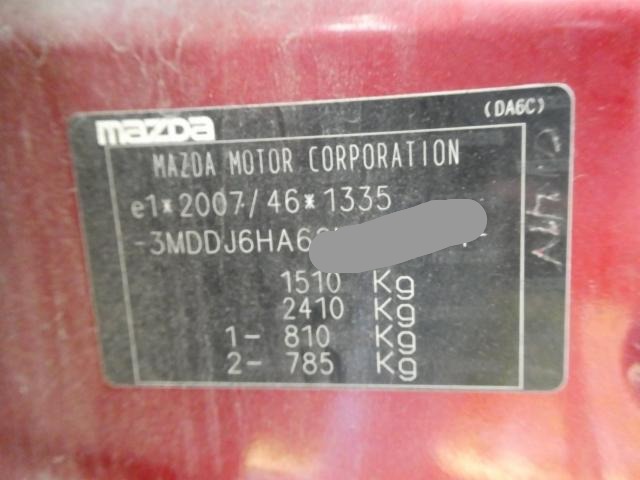 (DA6C)
mazda
MAZDA MOTOR CORPORATION
e1*2007/46*1335
-3MDDJ6HA6
1510 Kg
2410 Kg
1- 810 Kg
2- 785 Kg